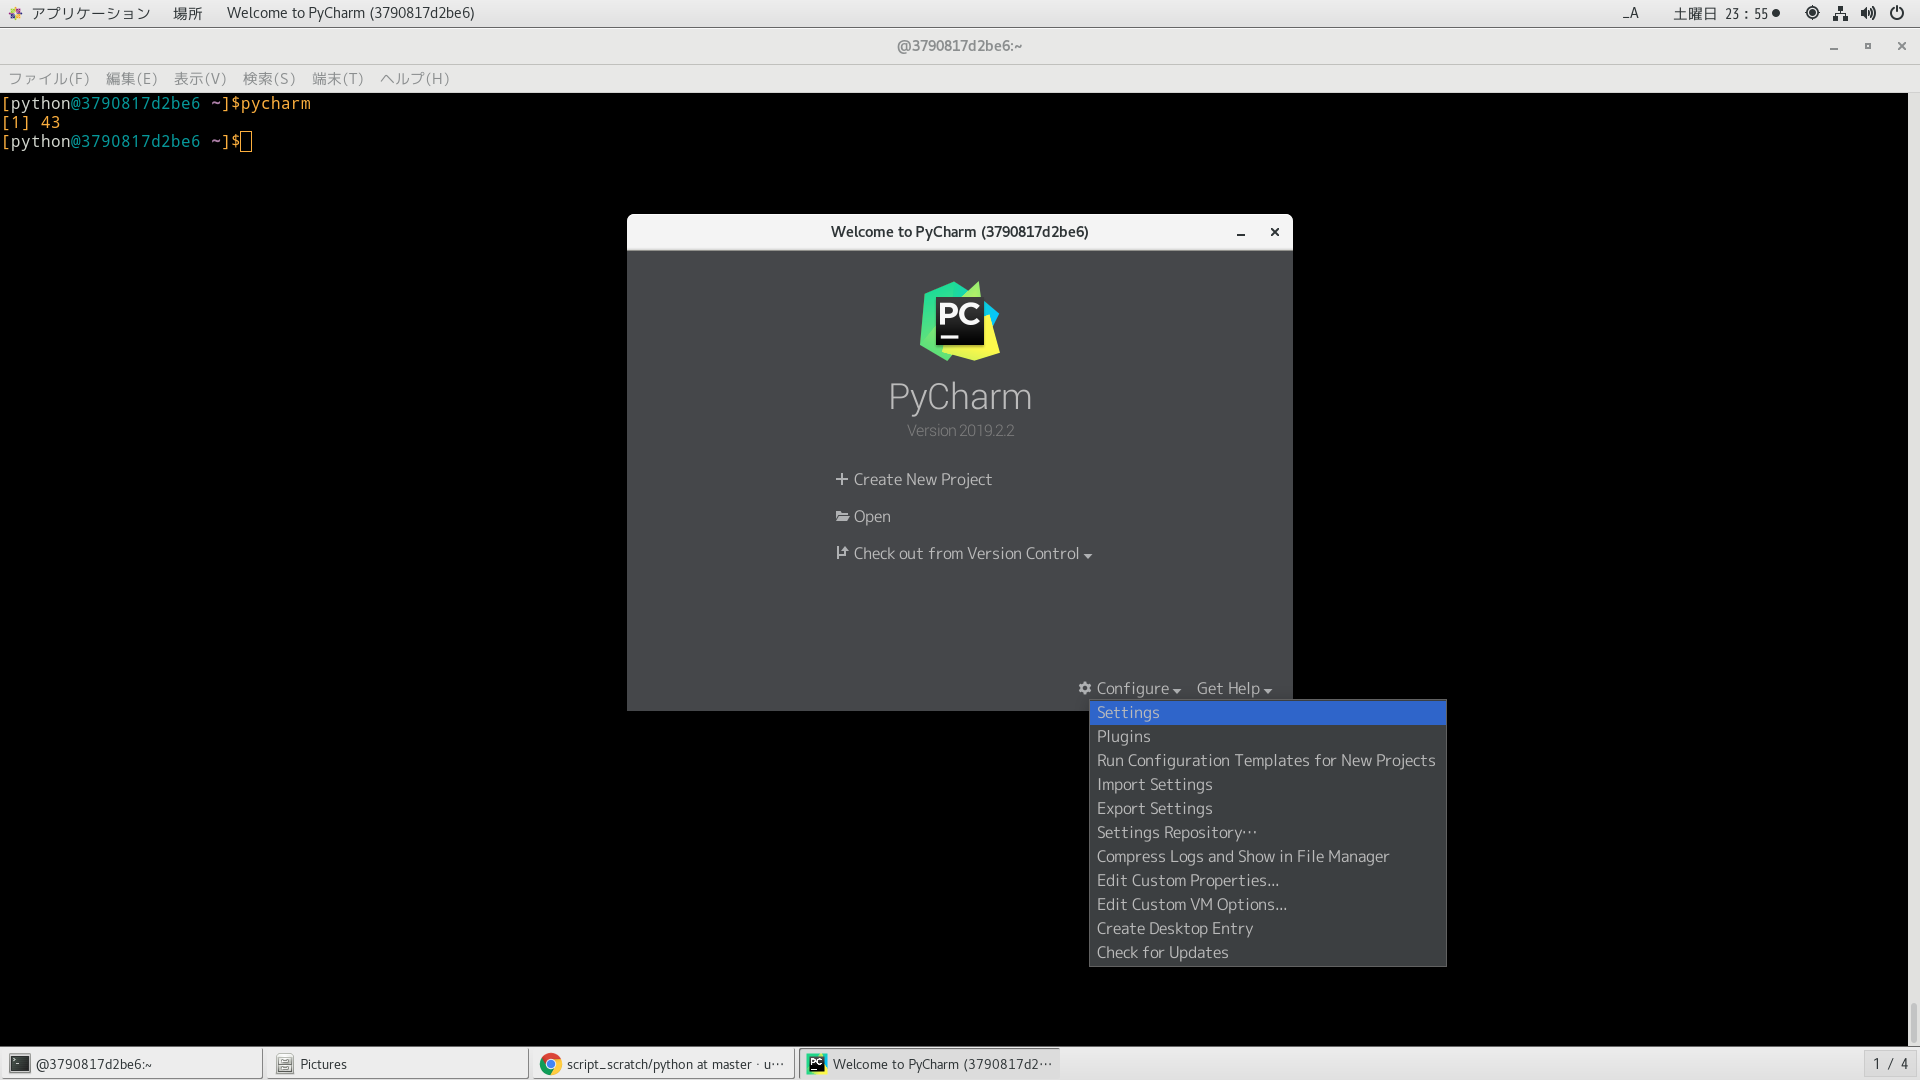 アプリケーション 場所 Welcome to PyCharm (3790817d2be6) _A 土曜日 23 : 55
@3790817d2be6:~
ファイル(F) 編集(E) 表示(V) 検索(S) 端末(T) ヘルプ(H)
[python@3790817d2be6 ~]$pycharm
[1] 43
[python@3790817d2be6 ~]$
Welcome to PyCharm (3790817d2be6)
PC
PyCharm
Version 2019.2.2
Create New Project
Open
Check out from Version Control
Configure Get Help
Settings
Plugins
Run Configuration Templates for New Projects
Import Settings
Export Settings
Settings Repository…
Compress Logs and Show in File Manager
Edit Custom Properties...
Edit Custom VM Options...
Create Desktop Entry
Check for Updates
@3790817d2be6:~ Pictures script_scratch/python at master · u… PC Welcome to PyCharm (3790817d2… 1 / 4